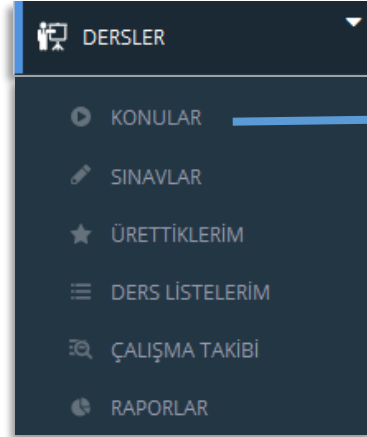 DERSLER
KONULAR
SINAVLAR
ÜRETTİKLERİM
DERS LİSTELERİM
ÇALIŞMA TAKİBİ
RAPORLAR